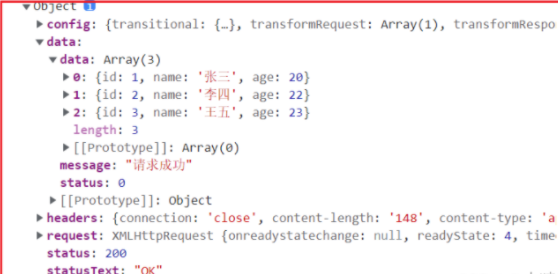 Object i
config: {transitional: {…}, transformRequest: Array(1), transformRespo
data:
data: Array(3)
0: {id: 1, name: '张三', age: 20}
1: {id: 2, name: '李四', age: 22}
2: {id: 3, name: '王五', age: 23}
length: 3
[[Prototype]]: Array(0)
message: "请求成功"
status: 0
[[Prototype]]: Object
headers: {connection: 'close', content-length: '148', content-type: 'a
request: XMLHttpRequest {onreadystatechange: null, readyState: 4, time
status: 200
statusText: "OK"